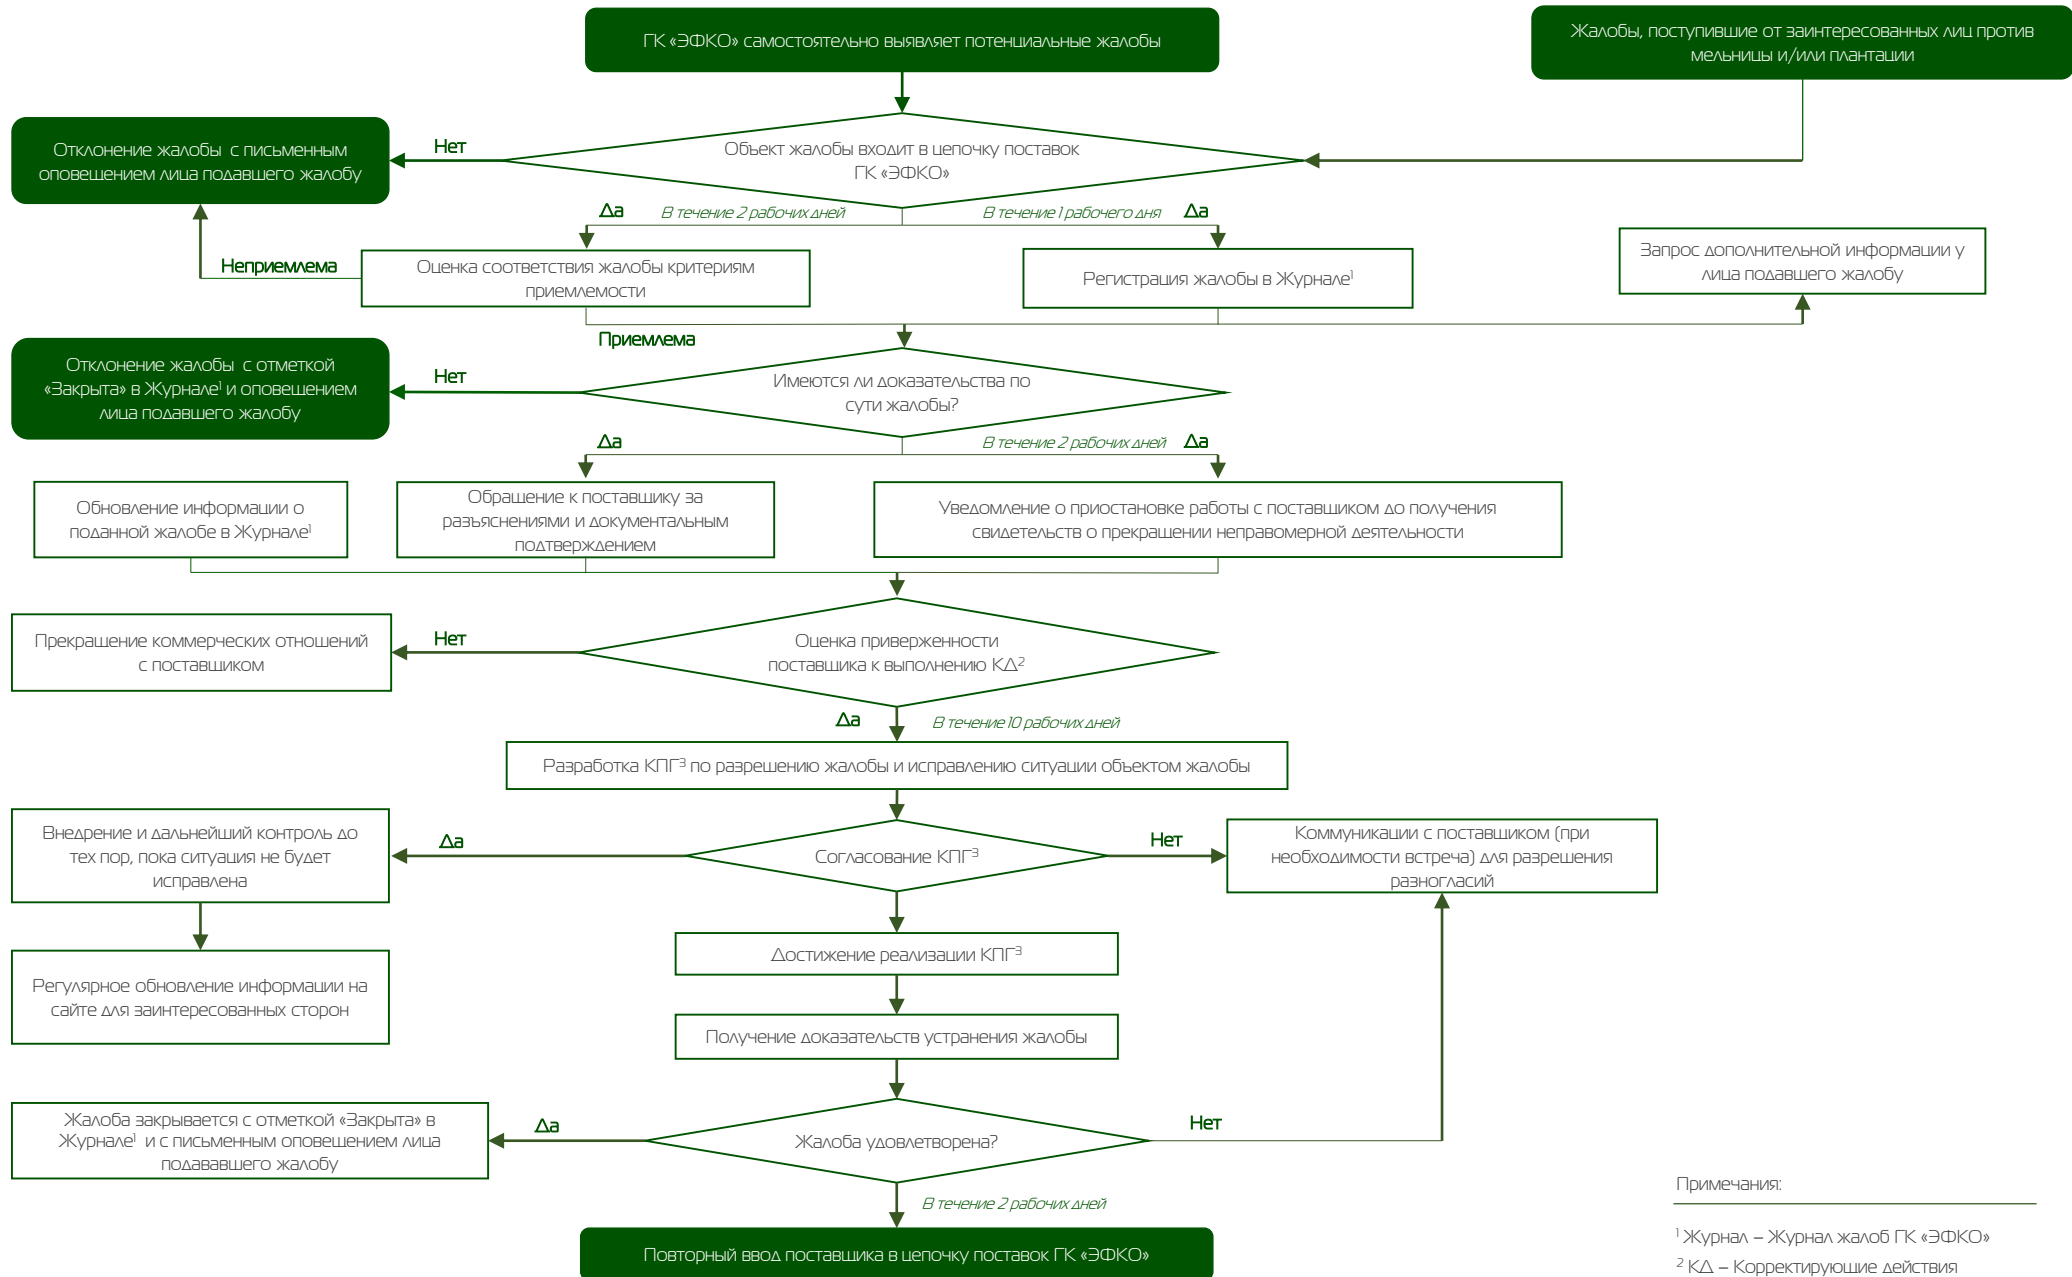 ГК «ЭФКО» самостоятельно выявляет потенциальные жалобы
Жалобы, поступившие от заинтересованных лиц против
мельницы и/или плантации
Отклонение жалобы с письменным
оповещением лица подавшего жалобу
Нет
Объект жалобы входит в цепочку поставок
ГК «ЭФКО»
Да
В течение 2 рабочих дней
В течение 1 рабочего дня
Да
Неприемлема
Оценка соответствия жалобы критериям
приемлемости
Регистрация жалобы в Журнале¹
Запрос дополнительной информации у
лица подавшего жалобу
Приемлема
Отклонение жалобы с отметкой
«Закрыта» в Журнале¹ и оповещением
лица подавшего жалобу
Нет
Имеются ли доказательства по
сути жалобы?
Да
В течение 2 рабочих дней
Да
Обновление информации о
поданной жалобе в Журнале¹
Обращение к поставщику за
разъяснениями и документальным
подтверждением
Уведомление о приостановке работы с поставщиком до получения
свидетельств о прекращении неправомерной деятельности
Прекращение коммерческих отношений
с поставщиком
Нет
Оценка приверженности
поставщика к выполнению КД²
Да
В течение 10 рабочих дней
Разработка КПГ³ по разрешению жалобы и исправлению ситуации объектом жалобы
Внедрение и дальнейший контроль до
тех пор, пока ситуация не будет
исправлена
Да
Согласование КПГ³
Нет
Коммуникации с поставщиком (при
необходимости встреча) для разрешения
разногласий
Достижение реализации КПГ³
Регулярное обновление информации на
сайте для заинтересованных сторон
Получение доказательств устранения жалобы
Жалоба закрывается с отметкой «Закрыта» в
Журнале¹ и с письменным оповещением лица
подававшего жалобу
Да
Жалоба удовлетворена?
Нет
В течение 2 рабочих дней
Повторный ввод поставщика в цепочку поставок ГК «ЭФКО»
Примечания:
¹ Журнал – Журнал жалоб ГК «ЭФКО»
² КД – Корректирующие действия